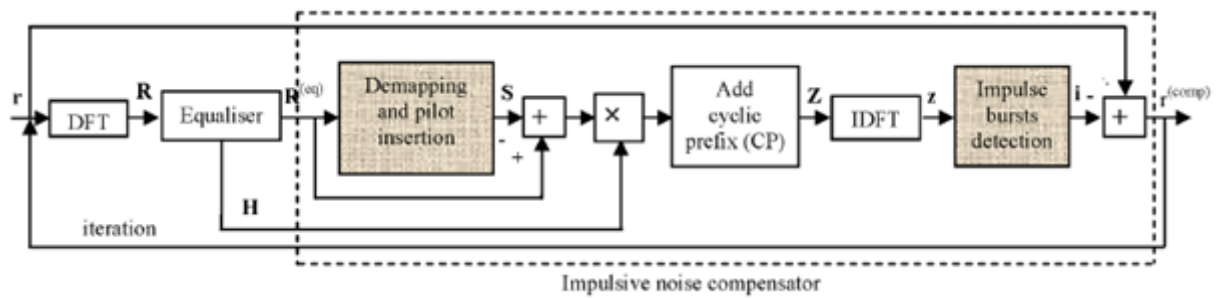 r
DFT
R
Equaliser
R(eq)
Demapping
and pilot
insertion
S
-
+
+
×
Add
cyclic
prefix (CP)
Z
IDFT
z
Impulse
bursts
detection
i -
+
r(comp)
H
iteration
Impulsive noise compensator